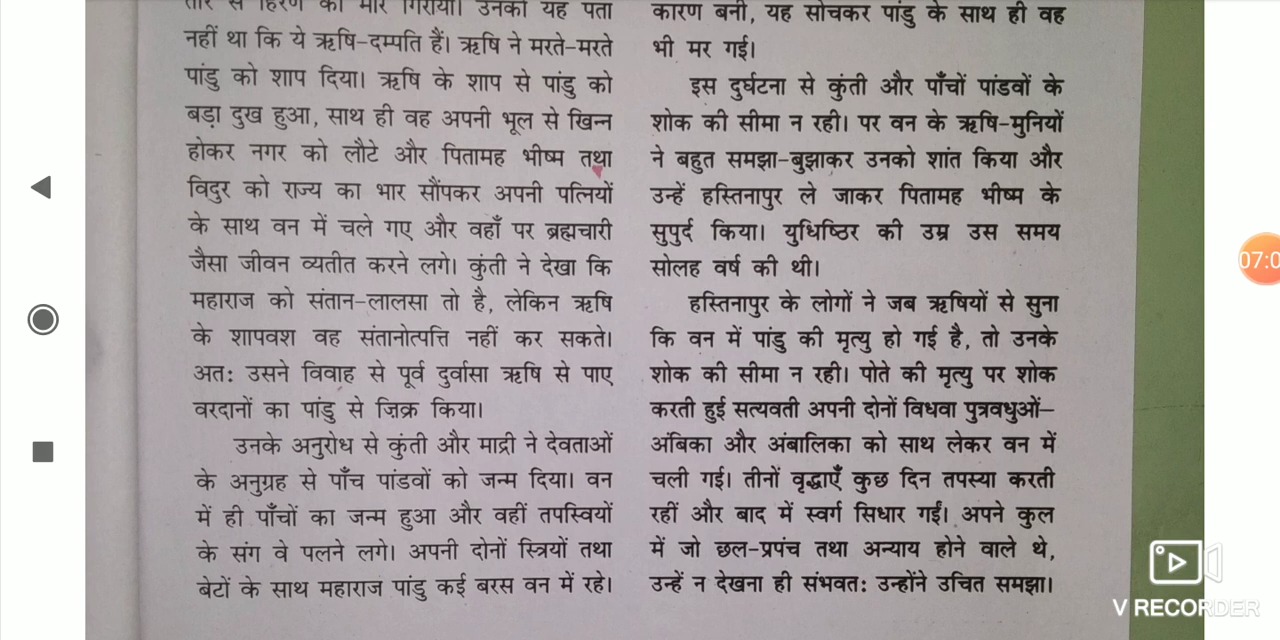 तीर से हिरण को मार गिराया। उनको यह पता
नहीं था कि ये ऋषि-दम्पति हैं। ऋषि ने मरते-मरते
पांडु को शाप दिया। ऋषि के शाप से पांडु को
बड़ा दुख हुआ, साथ ही वह अपनी भूल से खिन्न
होकर नगर को लौटे और पितामह भीष्म तथा
विदुर को राज्य का भार सौंपकर अपनी पत्नियों
के साथ वन में चले गए और वहाँ पर ब्रह्मचारी
जैसा जीवन व्यतीत करने लगे। कुंती ने देखा कि
महाराज को संतान-लालसा तो है, लेकिन ऋषि
के शापवश वह संतानोत्पत्ति नहीं कर सकते।
अतः उसने विवाह से पूर्व दुर्वासा ऋषि से पाए
वरदानों का पांडु से ज़िक्र किया।
उनके अनुरोध से कुंती और माद्री ने देवताओं
के अनुग्रह से पाँच पांडवों को जन्म दिया। वन
में ही पाँचों का जन्म हुआ और वहीं तपस्वियों
के संग वे पलने लगे। अपनी दोनों स्त्रियों तथा
बेटों के साथ महाराज पांडु कई बरस वन में रहे।
कारण बनी, यह सोचकर पांडु के साथ ही वह
भी मर गई।
इस दुर्घटना से कुंती और पाँचों पांडवों के
शोक की सीमा न रही। पर वन के ऋषि-मुनियों
ने बहुत समझा-बुझाकर उनको शांत किया और
उन्हें हस्तिनापुर ले जाकर पितामह भीष्म के
सुपुर्द किया। युधिष्ठिर की उम्र उस समय
सोलह वर्ष की थी।
हस्तिनापुर के लोगों ने जब ऋषियों से सुना
कि वन में पांडु की मृत्यु हो गई है, तो उनके
शोक की सीमा न रही। पोते की मृत्यु पर शोक
करती हुई सत्यवती अपनी दोनों विधवा पुत्रवधुओं–
अंबिका और अंबालिका को साथ लेकर वन में
चली गई। तीनों वृद्धाएँ कुछ दिन तपस्या करती
रहीं और बाद में स्वर्ग सिधार गईं। अपने कुल
में जो छल-प्रपंच तथा अन्याय होने वाले थे,
उन्हें न देखना ही संभवतः उन्होंने उचित समझा।
07:0
V RECORDER